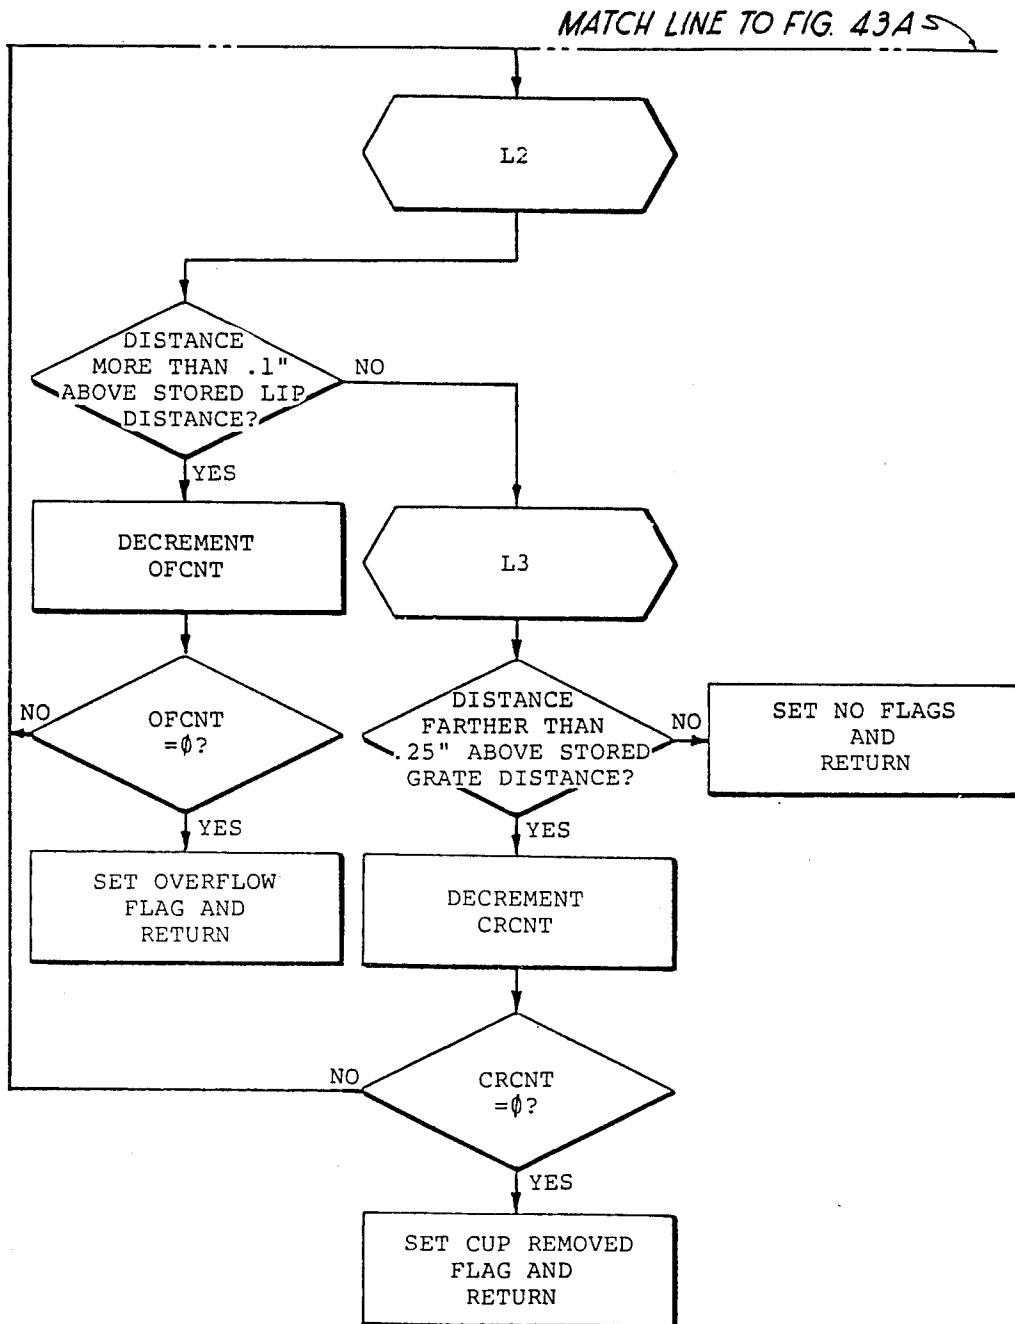 MATCH LINE TO FIG. 43A
L2
DISTANCE
MORE THAN .1"
ABOVE STORED LIP
DISTANCE?
NO
YES
DECREMENT
OFCNT
L3
NO
OFCNT
=∅?
DISTANCE
FARTHER THAN
.25" ABOVE STORED
GRATE DISTANCE?
NO
SET NO FLAGS
AND
RETURN
YES
SET OVERFLOW
FLAG AND
RETURN
YES
DECREMENT
CRCNT
NO
CRCNT
=∅?
YES
SET CUP REMOVED
FLAG AND
RETURN